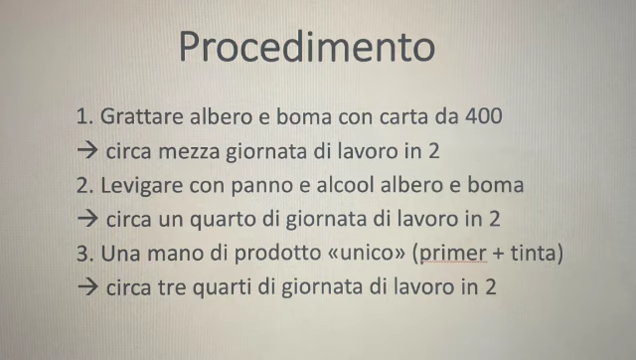 Procedimento
1. Grattare albero e boma con carta da 400
→ circa mezza giornata di lavoro in 2
2. Levigare con panno e alcool albero e boma
→ circa un quarto di giornata di lavoro in 2
3. Una mano di prodotto «unico» (primer + tinta)
→ circa tre quarti di giornata di lavoro in 2